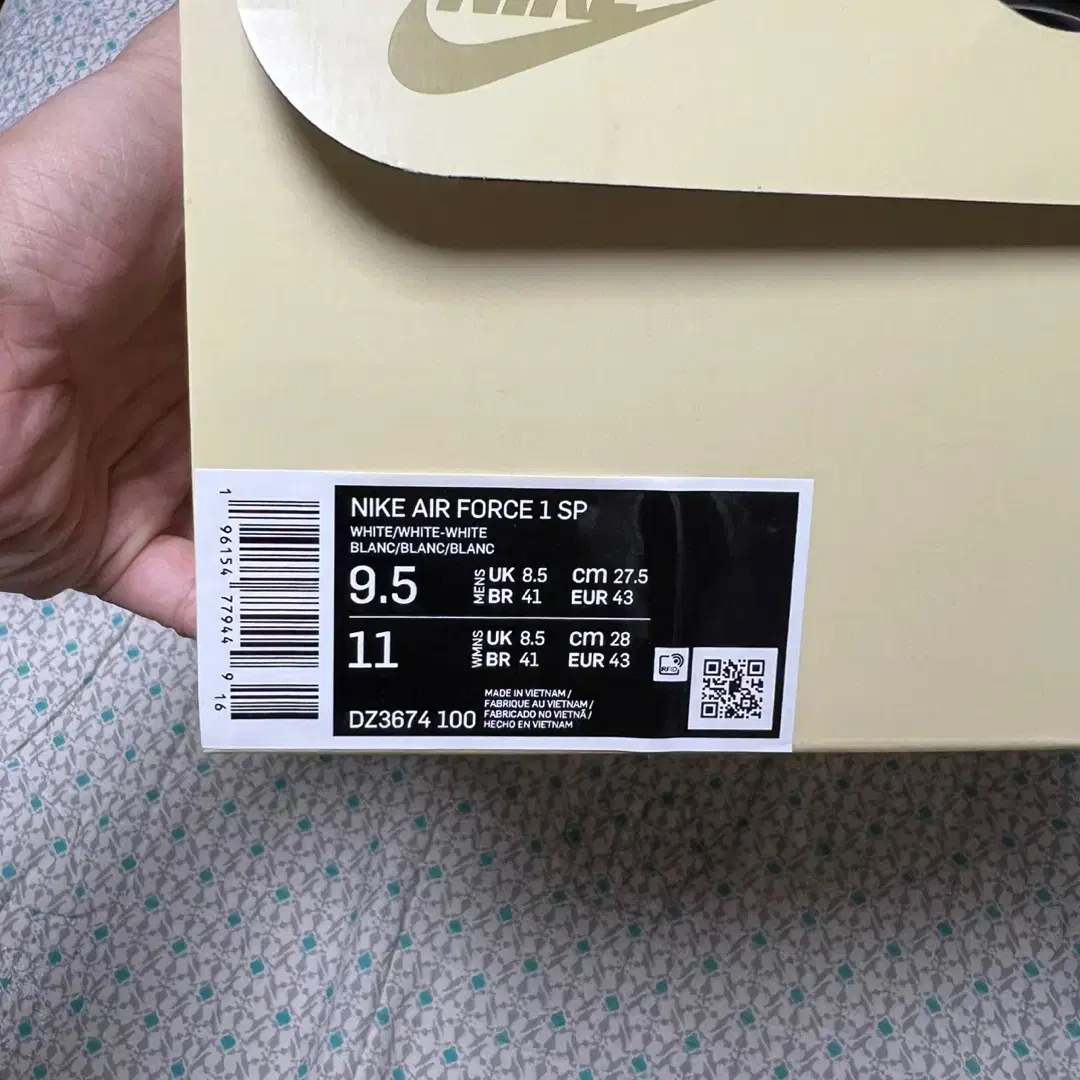 NIKE
NIKE AIR FORCE 1 SP
WHITE/WHITE-WHITE
BLANC/BLANC/BLANC
9.5 MENS UK 8.5 cm 27.5
BR 41 EUR 43
11 WMNS UK 8.5 cm 28
BR 41 EUR 43
RFID
MADE IN VIETNAM /
FABRIQUE AU VIETNAM /
FABRICADO NO VIETNÃ /
HECHO EN VIETNAM
DZ3674 100
1 96154 77944 9 16